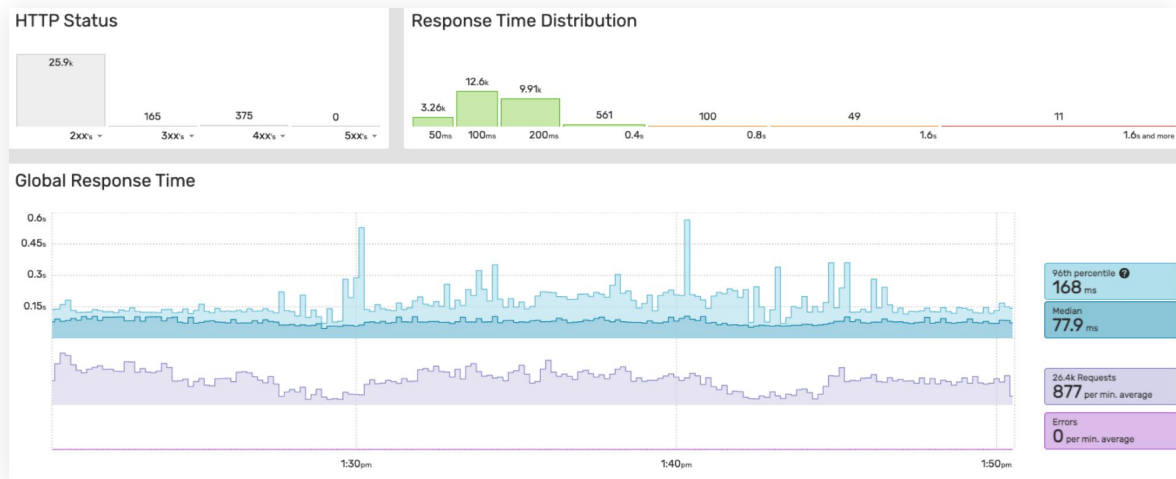 HTTP Status
25.9k
165
375
0
2xx's
3xx's
4xx's
5xx's
Response Time Distribution
3.26k
12.6k
9.91k
561
100
49
11
50ms
100ms
200ms
0.4s
0.8s
1.6s
1.6s and more
Global Response Time
0.6s
0.45s
0.3s
0.15s
96th percentile ?
168 ms
Median
77.9 ms
26.4k Requests
877 per min. average
Errors
0 per min. average
1:30pm
1:40pm
1:50pm